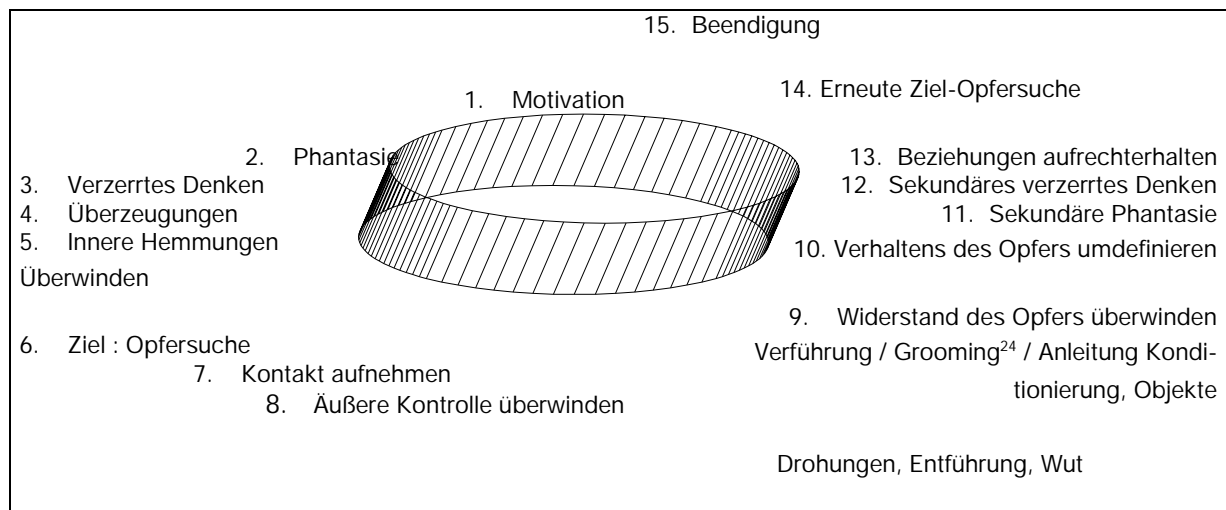 15. Beendigung
14. Erneute Ziel-Opfersuche
1. Motivation
2. Phantasie
13. Beziehungen aufrechterhalten
3. Verzerrtes Denken
12. Sekundäres verzerrtes Denken
4. Überzeugungen
11. Sekundäre Phantasie
5. Innere Hemmungen
10. Verhaltens des Opfers umdefinieren
Überwinden
9. Widerstand des Opfers überwinden
6. Ziel : Opfersuche
Verführung / Grooming24 / Anleitung Kondi-
7. Kontakt aufnehmen
tionierung, Objekte
8. Äußere Kontrolle überwinden
Drohungen, Entführung, Wut